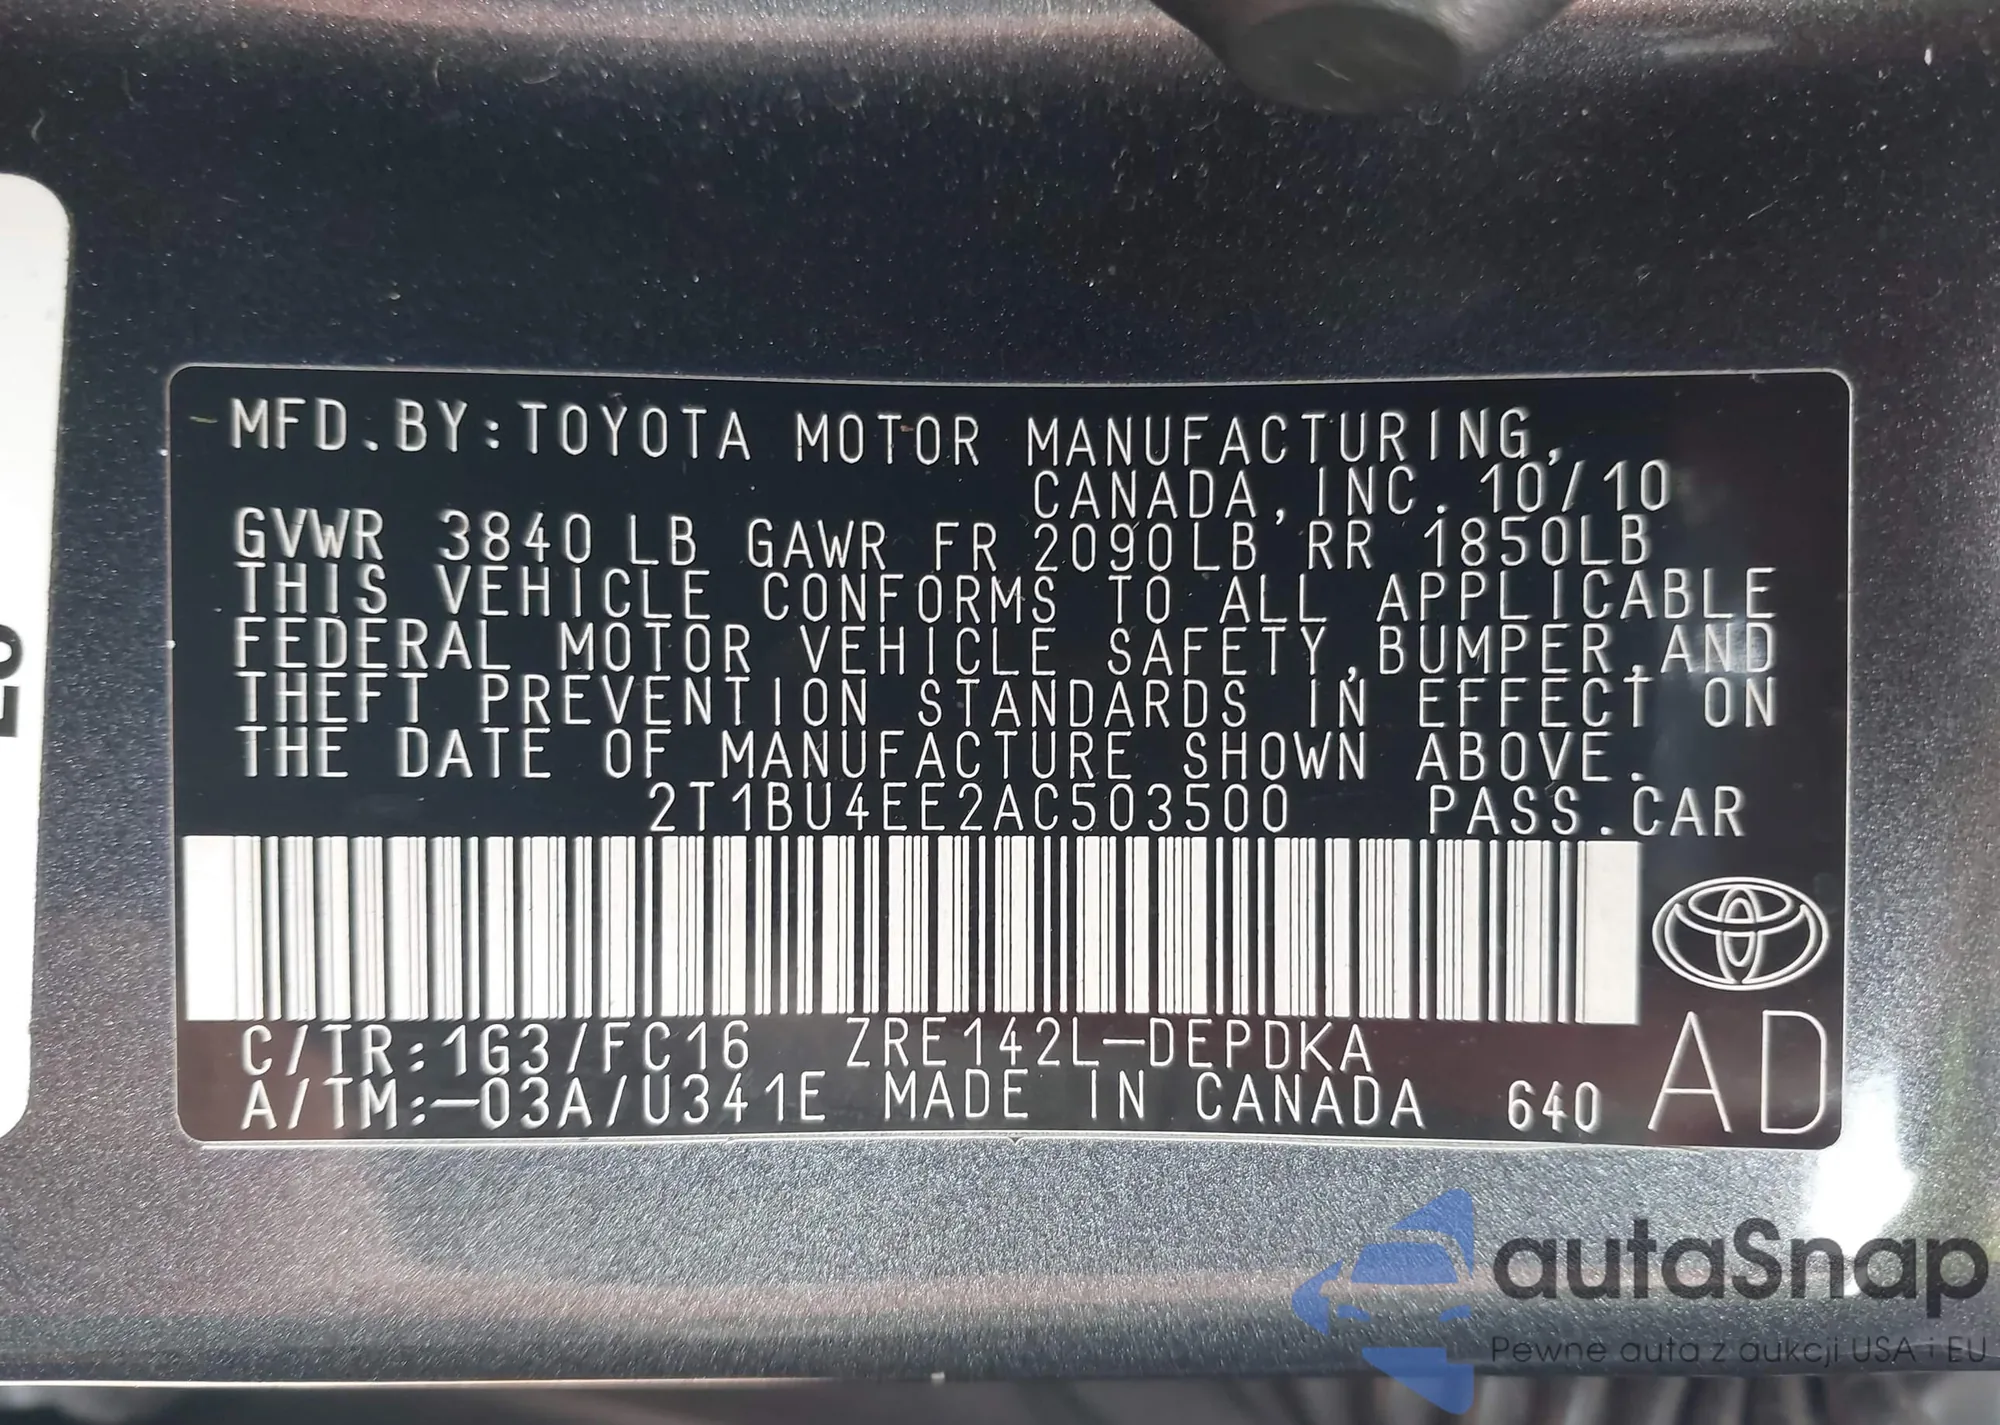 MFD.BY:TOYOTA MOTOR MANUFACTURING,
CANADA,INC. 10/10
GVWR 3840 LB GAWR FR 2090LB RR 1850LB
THIS VEHICLE CONFORMS TO ALL APPLICABLE
FEDERAL MOTOR VEHICLE SAFETY,BUMPER,AND
THEFT PREVENTION STANDARDS IN EFFECT ON
THE DATE OF MANUFACTURE SHOWN ABOVE.
2T1BU4EE2AC503500 PASS.CAR
C/TR:1G3/FC16 ZRE142L-DEPDKA
A/TM:-03A/U341E MADE IN CANADA 640
AD
autaSnap
Pewne auta z aukcji USA i EU